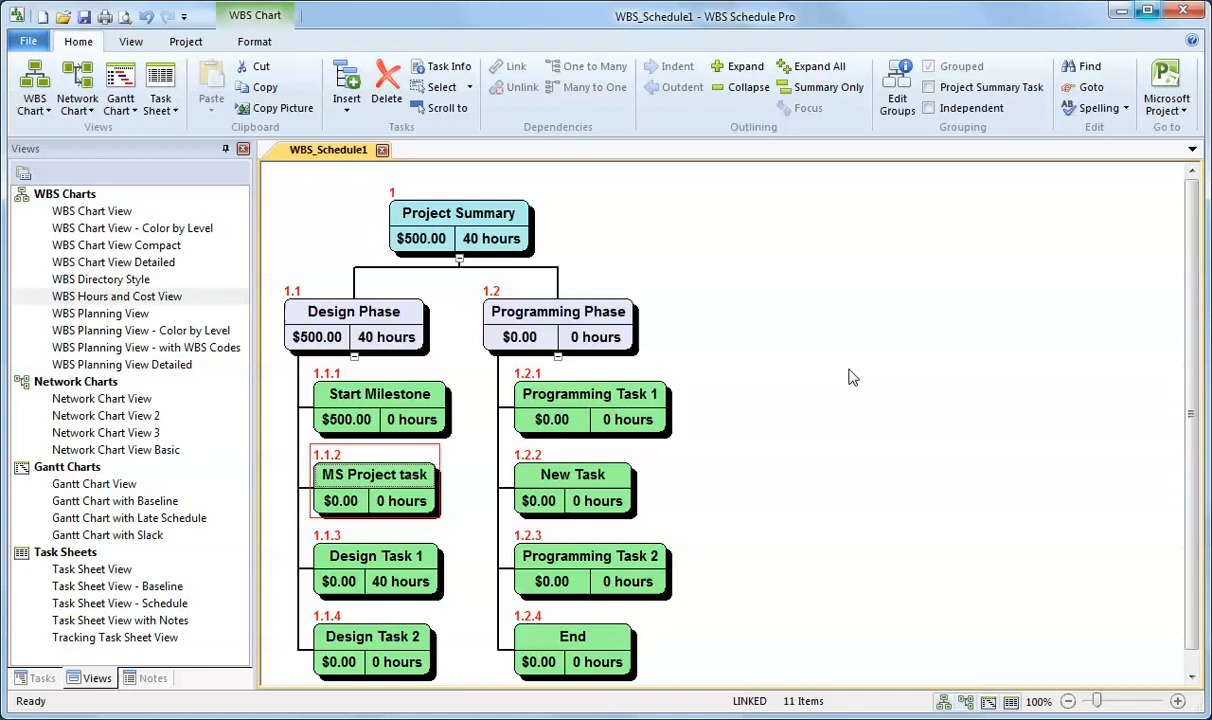 WBS Chart
WBS_Schedule1 - WBS Schedule Pro
File Home View Project Format
WBS Chart Network Chart Gantt Chart Task Sheet
Views
Paste
Cut
Copy
Copy Picture
Clipboard
Insert
Delete
Task Info
Select
Scroll to
Tasks
Link
Unlink
One to Many
Many to One
Dependencies
Indent
Outdent
Expand
Collapse
Expand All
Summary Only
Focus
Outlining
Edit Groups
Grouped
Project Summary Task
Independent
Grouping
Find
Goto
Spelling
Edit
Microsoft Project
Go to
Views
WBS_Schedule1
WBS Charts
WBS Chart View
WBS Chart View - Color by Level
WBS Chart View Compact
WBS Chart View Detailed
WBS Directory Style
WBS Hours and Cost View
WBS Planning View
WBS Planning View - Color by Level
WBS Planning View - with WBS Codes
WBS Planning View Detailed
Network Charts
Network Chart View
Network Chart View 2
Network Chart View 3
Network Chart View Basic
Gantt Charts
Gantt Chart View
Gantt Chart with Baseline
Gantt Chart with Late Schedule
Gantt Chart with Slack
Task Sheets
Task Sheet View
Task Sheet View - Baseline
Task Sheet View - Schedule
Task Sheet View with Notes
Tracking Task Sheet View
Tasks Views Notes
1
Project Summary
$500.00 40 hours
1.1
Design Phase
$500.00 40 hours
1.1.1
Start Milestone
$500.00 0 hours
1.1.2
MS Project task
$0.00 0 hours
1.1.3
Design Task 1
$0.00 40 hours
1.1.4
Design Task 2
$0.00 0 hours
1.2
Programming Phase
$0.00 0 hours
1.2.1
Programming Task 1
$0.00 0 hours
1.2.2
New Task
$0.00 0 hours
1.2.3
Programming Task 2
$0.00 0 hours
1.2.4
End
$0.00 0 hours
Ready
LINKED 11 Items
100%